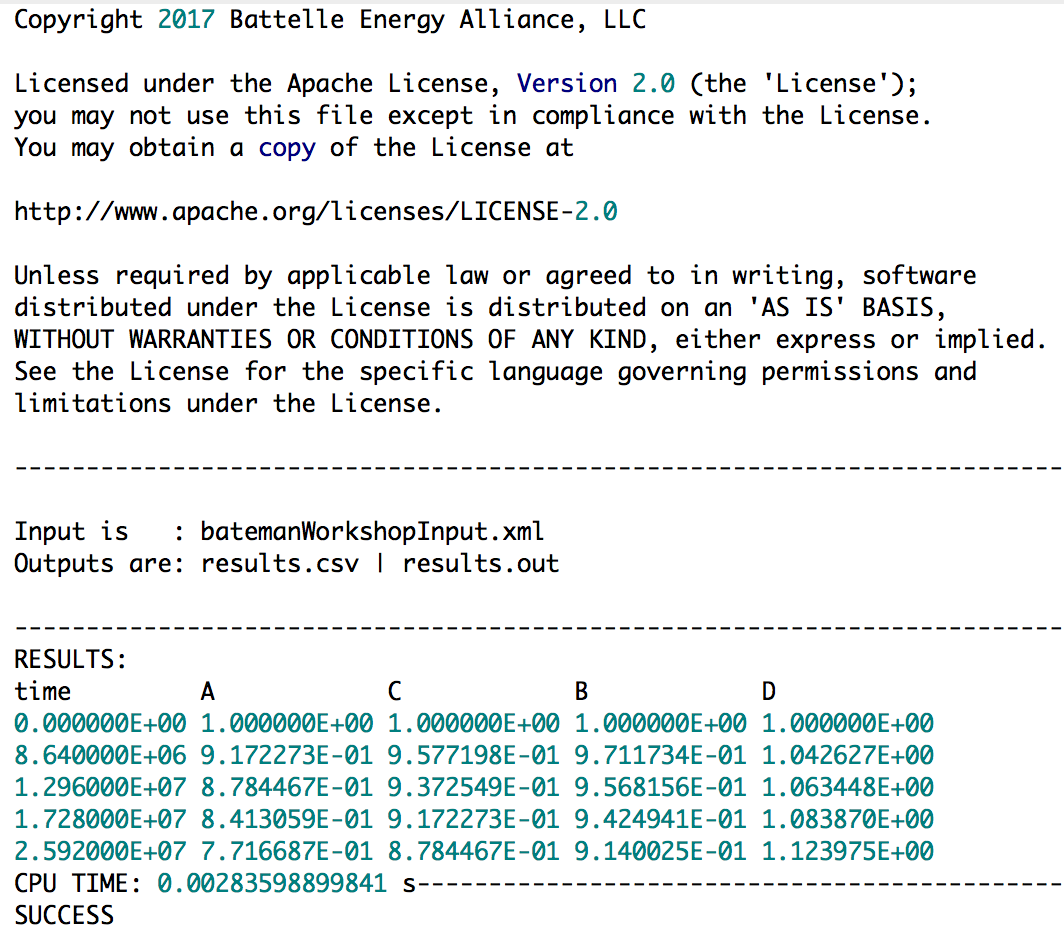 Copyright 2017 Battelle Energy Alliance, LLC
Licensed under the Apache License, Version 2.0 (the 'License');
you may not use this file except in compliance with the License.
You may obtain a copy of the License at
http://www.apache.org/licenses/LICENSE-2.0
Unless required by applicable law or agreed to in writing, software
distributed under the License is distributed on an 'AS IS' BASIS,
WITHOUT WARRANTIES OR CONDITIONS OF ANY KIND, either express or implied.
See the License for the specific language governing permissions and
limitations under the License.
-------------------------------------------------------------------------
Input is   : batemanWorkshopInput.xml
Outputs are: results.csv | results.out
-------------------------------------------------------------------------
RESULTS:
time         A            C            B            D
0.000000E+00 1.000000E+00 1.000000E+00 1.000000E+00 1.000000E+00
8.640000E+06 9.172273E-01 9.577198E-01 9.711734E-01 1.042627E+00
1.296000E+07 8.784467E-01 9.372549E-01 9.568156E-01 1.063448E+00
1.728000E+07 8.413059E-01 9.172273E-01 9.424941E-01 1.083870E+00
2.592000E+07 7.716687E-01 8.784467E-01 9.140025E-01 1.123975E+00
CPU TIME: 0.00283598899841 s---------------------------------------------
SUCCESS